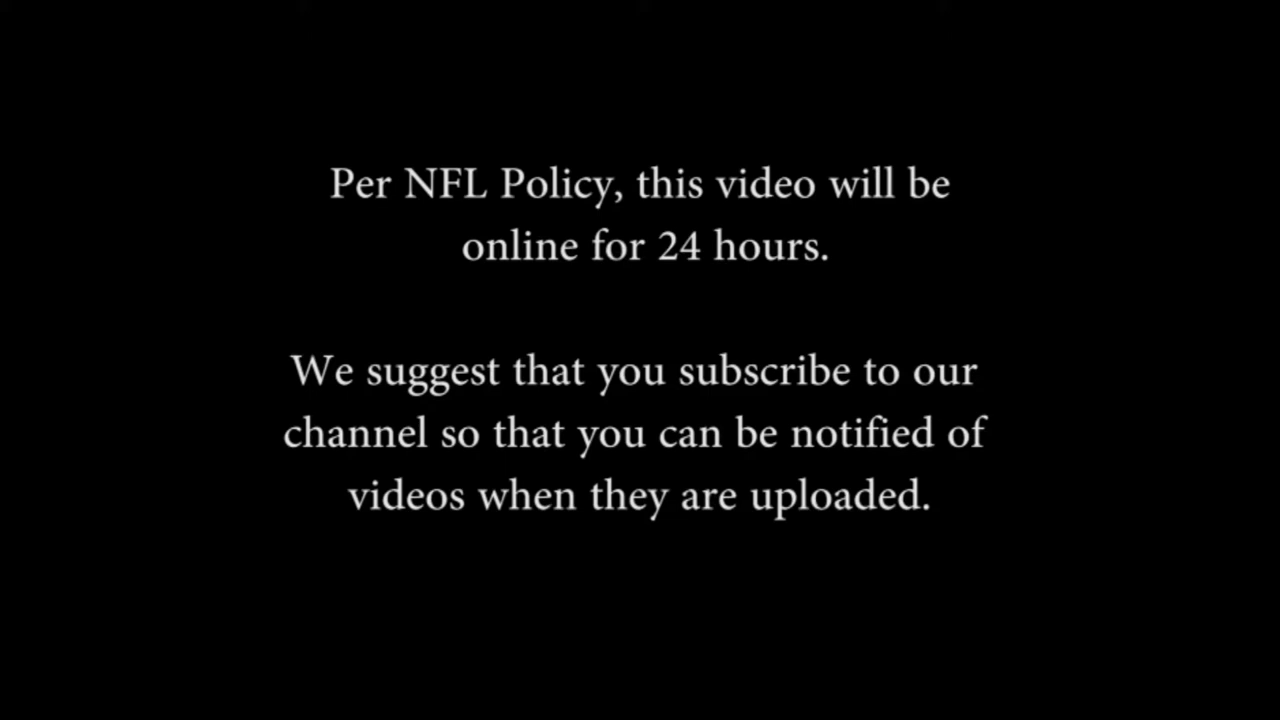 Per NFL Policy, this video will be
online for 24 hours.
We suggest that you subscribe to our
channel so that you can be notified of
videos when they are uploaded.